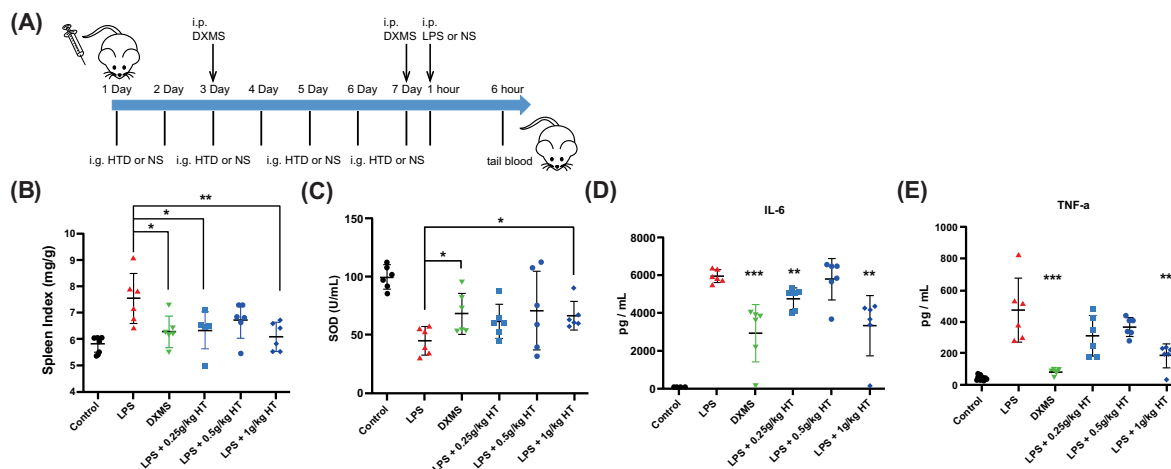 (A)
i.p.
DXMS
i.p.
DXMS
i.p.
LPS or NS
1 Day
2 Day
3 Day
4 Day
5 Day
6 Day
7 Day
1 hour
6 hour
i.g. HTD or NS
i.g. HTD or NS
i.g. HTD or NS
i.g. HTD or NS
tail blood
(B)
Spleen Index (mg/g)
9
8
7
6
5
4
**
*
*
Control
LPS
DXMS
LPS + 0.25g/kg HT
LPS + 0.5g/kg HT
LPS + 1g/kg HT
(C)
SOD (U/mL)
150
100
50
0
*
*
Control
LPS
DXMS
LPS + 0.25g/kg HT
LPS + 0.5g/kg HT
LPS + 1g/kg HT
(D)
IL-6
pg / mL
8000
6000
4000
2000
0
***
**
**
Control
LPS
DXMS
LPS + 0.25g/kg HT
LPS + 0.5g/kg HT
LPS + 1g/kg HT
(E)
TNF-a
pg / mL
1000
800
600
400
200
0
***
**
Control
LPS
DXMS
LPS + 0.25g/kg HT
LPS + 0.5g/kg HT
LPS + 1g/kg HT